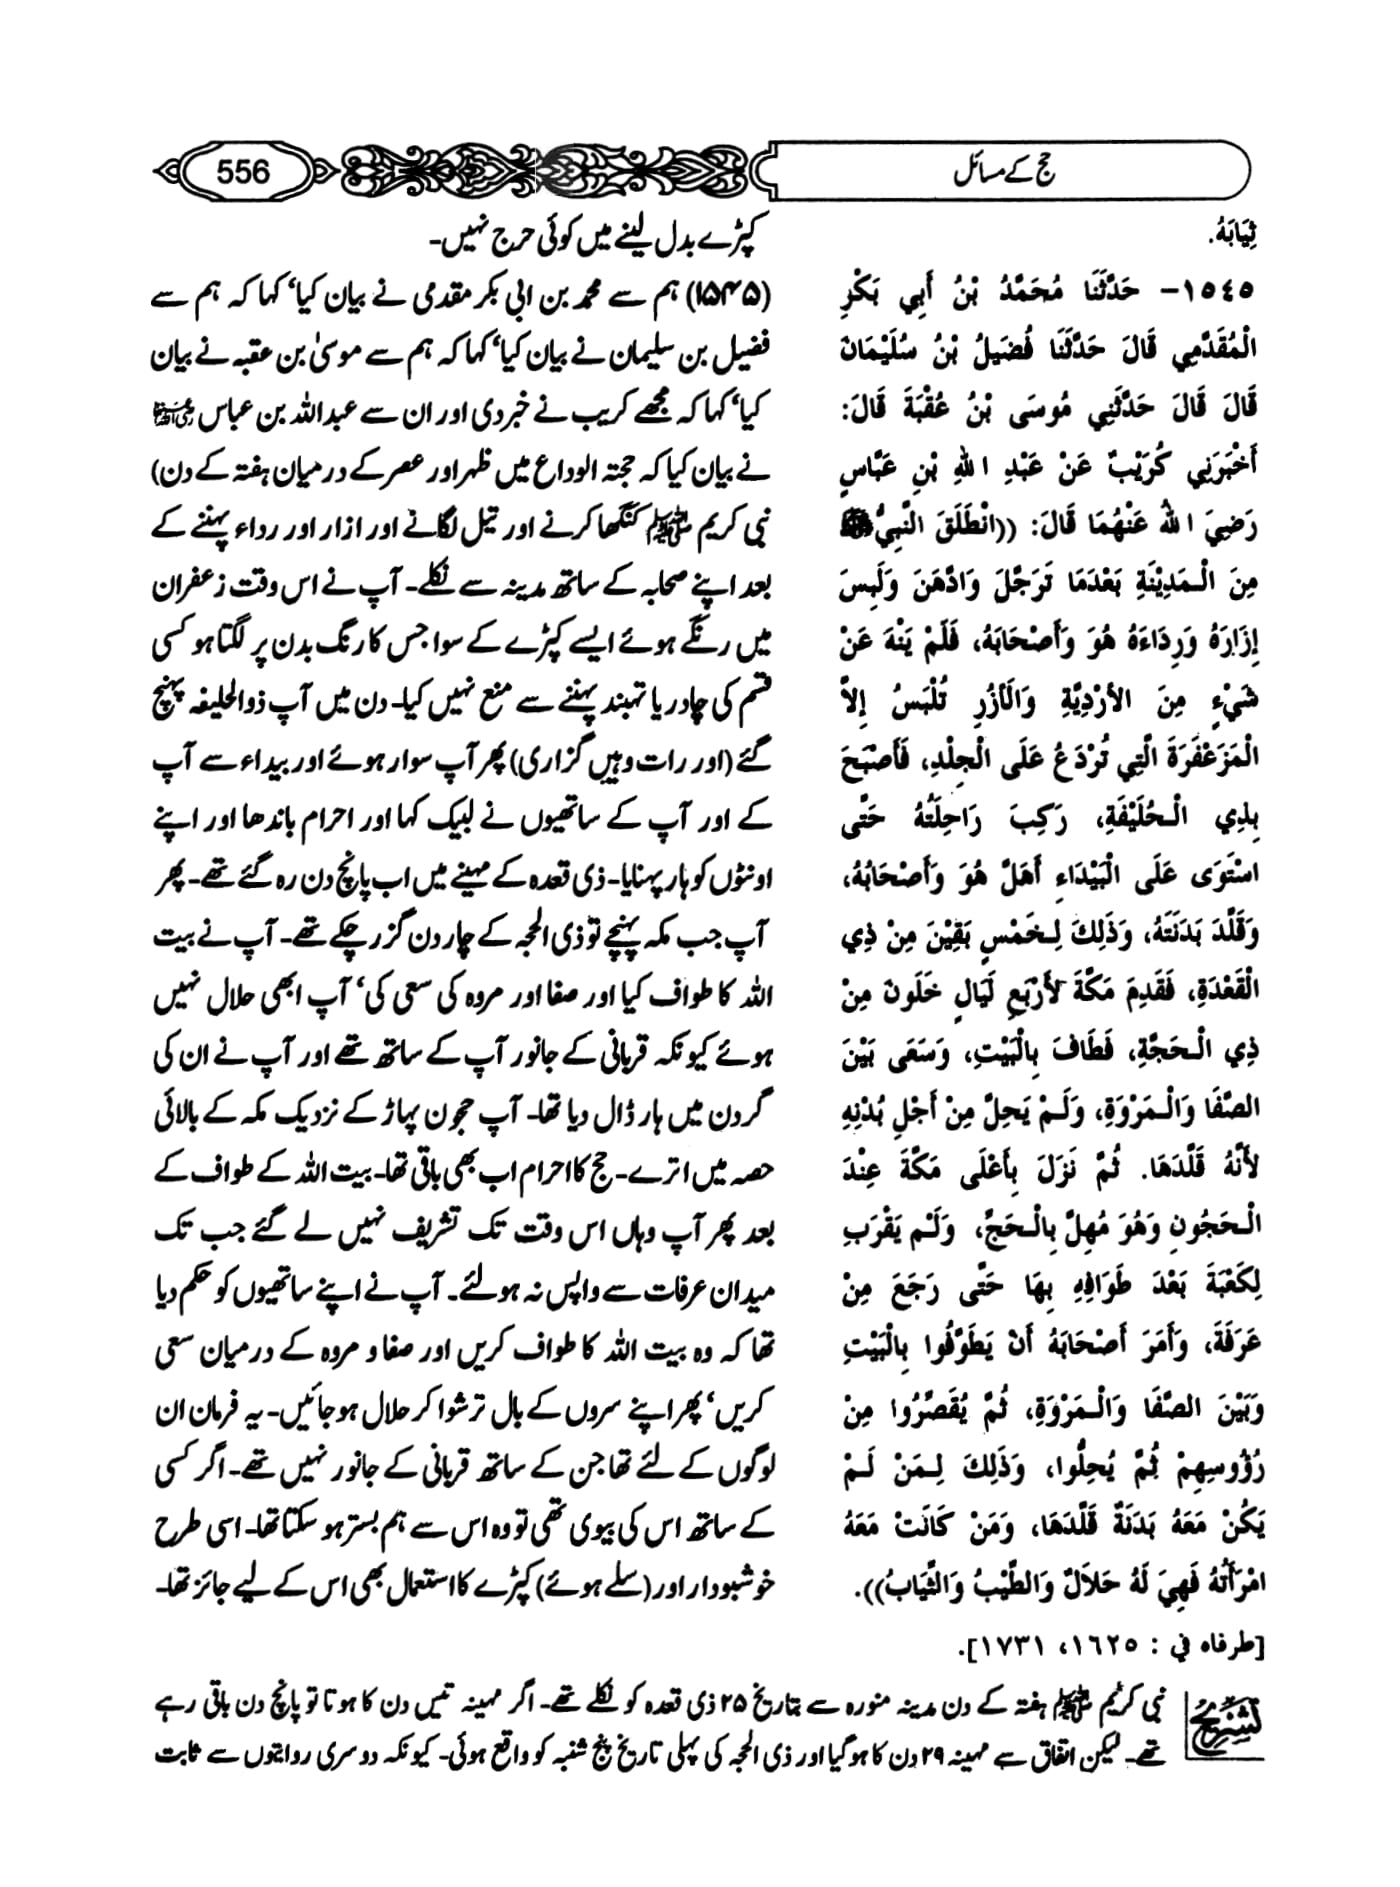 556
حج کے مسائل
ثِيَابَهُ.
١٥٤٥- حَدَّثَنَا مُحَمَّدُ بْنُ أَبِي بَكْرٍ
الْمُقَدَّمِي قَالَ حَدَّثَنَا فُضَيلُ بْنُ سُلَيْمَانَ
قَالَ قَالَ حَدَّثَنِي مُوسَى بْنُ عُقْبَةَ قَالَ:
أَخْبَرَنِي كُرَيْبٌ عَنْ عَبْدِ اللهِ بْنِ عَبَّاسٍ
رَضِيَ اللهُ عَنْهُمَا قَالَ: ((انْطَلَقَ النَّبِيُّ ﷺ
مِنَ الْمَدِيْنَةِ بَعْدَمَا تَرَجَّلَ وَادَّهَنَ وَلَبِسَ
إِزَارَهُ وَرِدَاءَهُ هُوَ وَأَصْحَابَهُ، فَلَمْ يَنْهَ عَنْ
شَيْءٍ مِنَ الأَرْدِيَّةِ وَالأُزُرِ تُلْبَسُ إِلاَّ
الْمَزَعْفَرَةَ الَّتِي تُرْدَعُ عَلَى الْجِلْدِ، فَأَصْبَحَ
بِذِي الْحُلَيْفَةِ، رَكِبَ رَاحِلَتُهُ حَتَّى
اسْتَوَى عَلَى الْبَيْدَاءِ أَهَلَّ هُوَ وَأَصْحَابُهُ،
وَقَلَّدَ بَدَنَتَهُ، وَذَلِكَ لِخَمْسٍ بَقِيْنَ مِنْ ذِي
الْقَعْدَةِ، فَقَدِمَ مَكَّةَ لأَرْبَعِ لَيَالٍ خَلَونَ مِنْ
ذِي الْحَجَّةِ، فَطَافَ بِالْبَيْتِ، وَسَعَى بَيْنَ
الصَّفَا وَالْمَرْوَةِ، وَلَمْ يَحِلَّ مِنْ أَجْلِ بُدْنِهِ
لأَنَّهُ قَلَّدَهَا. ثُمَّ نَزَلَ بِأَعْلَى مَكَّةَ عِنْدَ
الْحَجُونِ وَهُوَ مُهِلٌّ بِالْحَجِّ، وَلَمْ يَقْرَبِ
لِكَعْبَةَ بَعْدَ طَوَافِهِ بِهَا حَتَّى رَجَعَ مِنْ
عَرَفَةَ، وَأَمَرَ أَصْحَابَهُ أَنْ يَطَوَّفُوا بِالْبَيْتِ
وَبَيْنَ الصَّفَا وَالْمَرْوَةِ، ثُمَّ يُقَصِّرُوا مِنْ
رُؤُوسِهِمْ ثُمَّ يُحِلُّوا، وَذَلِكَ لِمَنْ لَمْ
يَكُنْ مَعَهُ بَدَنَةٌ قَلَّدَهَا، وَمَنْ كَانَتْ مَعَهُ
امْرَأَتُهُ فَهِيَ لَهُ حَلاَلٌ وَالطِّيْبُ وَالثِّيَابُ)).
[طرفاه في : ١٦٢٥، ١٧٣١].
کپڑے بدل لینے میں کوئی حرج نہیں۔
(۱۵۴۵) ہم سے محمد بن ابی بکر مقدمی نے بیان کیا‘ کہا کہ ہم سے
فضیل بن سلیمان نے بیان کیا‘ کہا کہ ہم سے موسیٰ بن عقبہ نے بیان
کیا‘ کہا کہ مجھے کریب نے خبر دی اور ان سے عبداللہ بن عباس رضی اللہ عنہما
نے بیان کیا کہ حجتہ الوداع میں ظہر اور عصر کے درمیان ہفتہ کے دن)
نبی کریم ﷺ کنگھا کرنے اور تیل لگانے اور ازار اور رداء پہننے کے
بعد اپنے صحابہ کے ساتھ مدینہ سے نکلے۔ آپ نے اس وقت زعفران
میں رنگے ہوئے ایسے کپڑے کے سوا جس کا رنگ بدن پر لگتا ہو کسی
قسم کی چادر یا تہبند پہننے سے منع نہیں کیا۔ دن میں آپ ذوالحلیفہ پہنچ
گئے (اور رات وہیں گزاری) پھر آپ سوار ہوئے اور بیداء سے آپ
کے اور آپ کے ساتھیوں نے لبیک کہا اور احرام باندھا اور اپنے
اونٹوں کو ہار پہنایا۔ ذی قعدہ کے مہینے میں اب پانچ دن رہ گئے تھے۔ پھر
آپ جب مکہ پہنچے تو ذی الحجہ کے چار دن گزر چکے تھے۔ آپ نے بیت
اللہ کا طواف کیا اور صفا اور مروہ کی سعی کی‘ آپ ابھی حلال نہیں
ہوئے کیونکہ قربانی کے جانور آپ کے ساتھ تھے اور آپ نے ان کی
گردن میں ہار ڈال دیا تھا۔ آپ حجون پہاڑ کے نزدیک مکہ کے بالائی
حصہ میں اترے۔ حج کا احرام اب بھی باقی تھا۔ بیت اللہ کے طواف کے
بعد پھر آپ وہاں اس وقت تک تشریف نہیں لے گئے جب تک
میدان عرفات سے واپس نہ ہو لئے۔ آپ نے اپنے ساتھیوں کو حکم دیا
تھا کہ وہ بیت اللہ کا طواف کریں اور صفا و مروہ کے درمیان سعی
کریں‘ پھر اپنے سروں کے بال ترشوا کر حلال ہو جائیں۔ یہ فرمان ان
لوگوں کے لئے تھا جن کے ساتھ قربانی کے جانور نہیں تھے۔ اگر کسی
کے ساتھ اس کی بیوی تھی تو وہ اس سے ہم بستر ہو سکتا تھا۔ اسی طرح
خوشبودار اور (سلے ہوئے) کپڑے کا استعمال بھی اس کے لیے جائز تھا۔
تشریح
نبی کریم ﷺ ہفتہ کے دن مدینہ منورہ سے بتاریخ ۲۵ ذی قعدہ کو نکلے تھے۔ اگر مہینہ تیس دن کا ہوتا تو پانچ دن باقی رہے
تھے۔ لیکن اتفاق سے مہینہ ۲۹ دن کا ہو گیا اور ذی الحجہ کی پہلی تاریخ پنج شنبہ کو واقع ہوئی۔ کیونکہ دوسری روایتوں سے ثابت